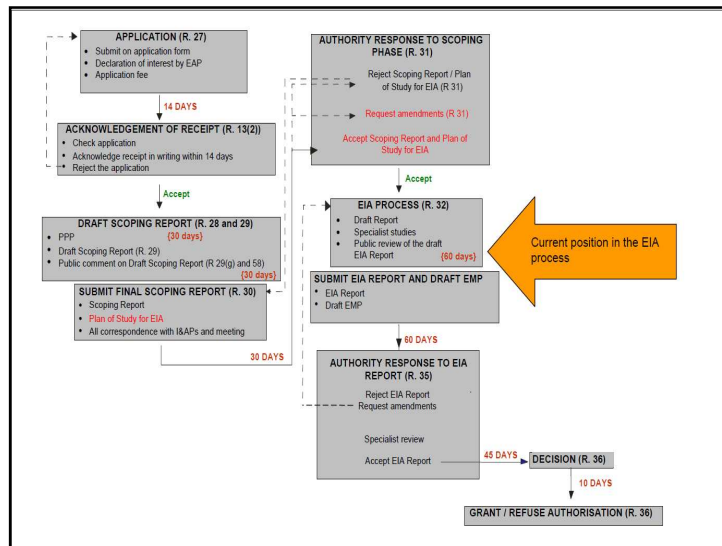 APPLICATION (R. 27)
• Submit on application form
• Declaration of interest by EAP
• Application fee
14 DAYS
ACKNOWLEDGEMENT OF RECEIPT (R. 13(2))
• Check application
• Acknowledge receipt in writing within 14 days
• Reject the application
Accept
DRAFT SCOPING REPORT (R. 28 and 29)
• PPP {30 days}
• Draft Scoping Report (R. 29)
• Public comment on Draft Scoping Report (R 29(g) and 58)
{30 days}
SUBMIT FINAL SCOPING REPORT (R. 30)
• Scoping Report
• Plan of Study for EIA
• All correspondence with I&APs and meeting
30 DAYS
AUTHORITY RESPONSE TO SCOPING
PHASE (R. 31)
Reject Scoping Report / Plan
of Study for EIA (R 31)
Request amendments (R 31)
Accept Scoping Report and Plan of
Study for EIA
Accept
EIA PROCESS (R. 32)
• Draft Report
• Specialist studies
• Public review of the draft
EIA Report {60 days}
Current position in the EIA
process
SUBMIT EIA REPORT AND DRAFT EMP
• EIA Report
• Draft EMP
60 DAYS
AUTHORITY RESPONSE TO EIA
REPORT (R. 35)
Reject EIA Report
Request amendments
Specialist review
Accept EIA Report
45 DAYS
DECISION (R. 36)
10 DAYS
GRANT / REFUSE AUTHORISATION (R. 36)